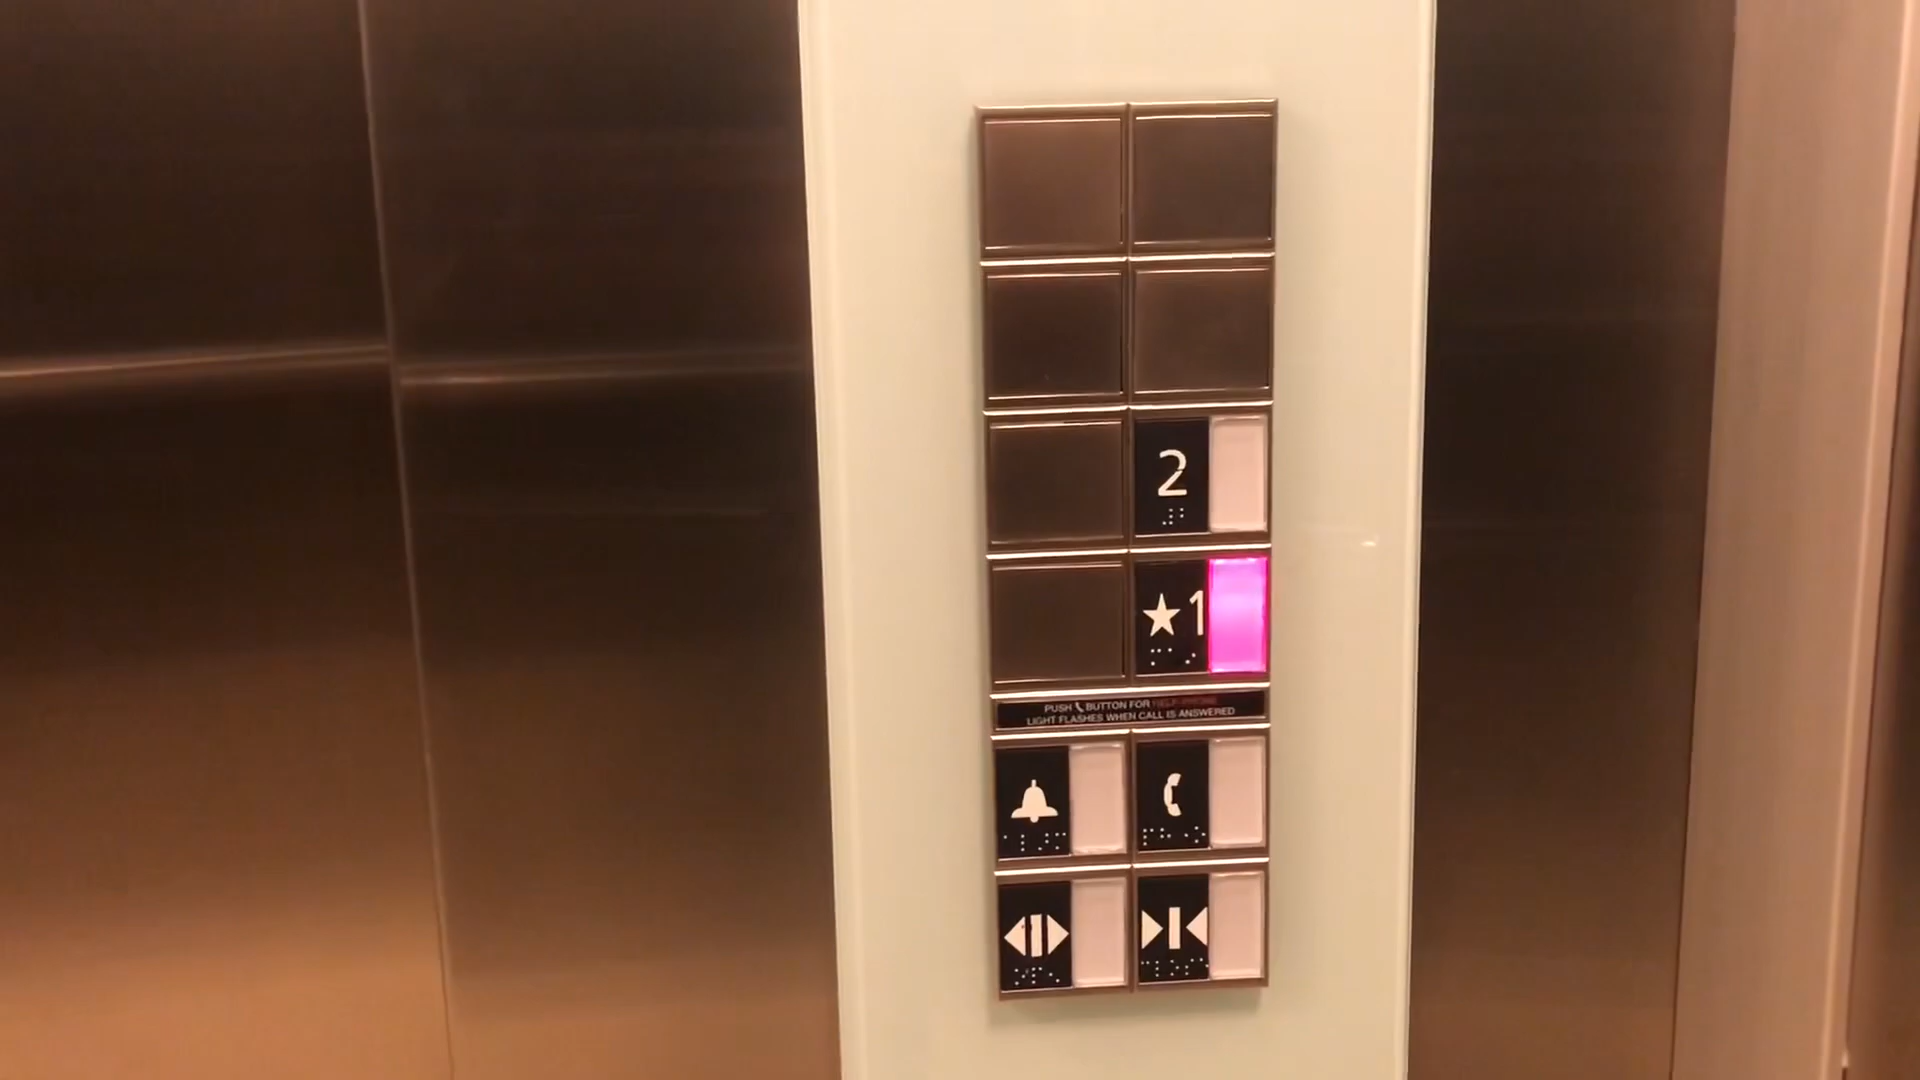 2
★1
PUSH BUTTON FOR HELP PHONE
LIGHT FLASHES WHEN CALL IS ANSWERED